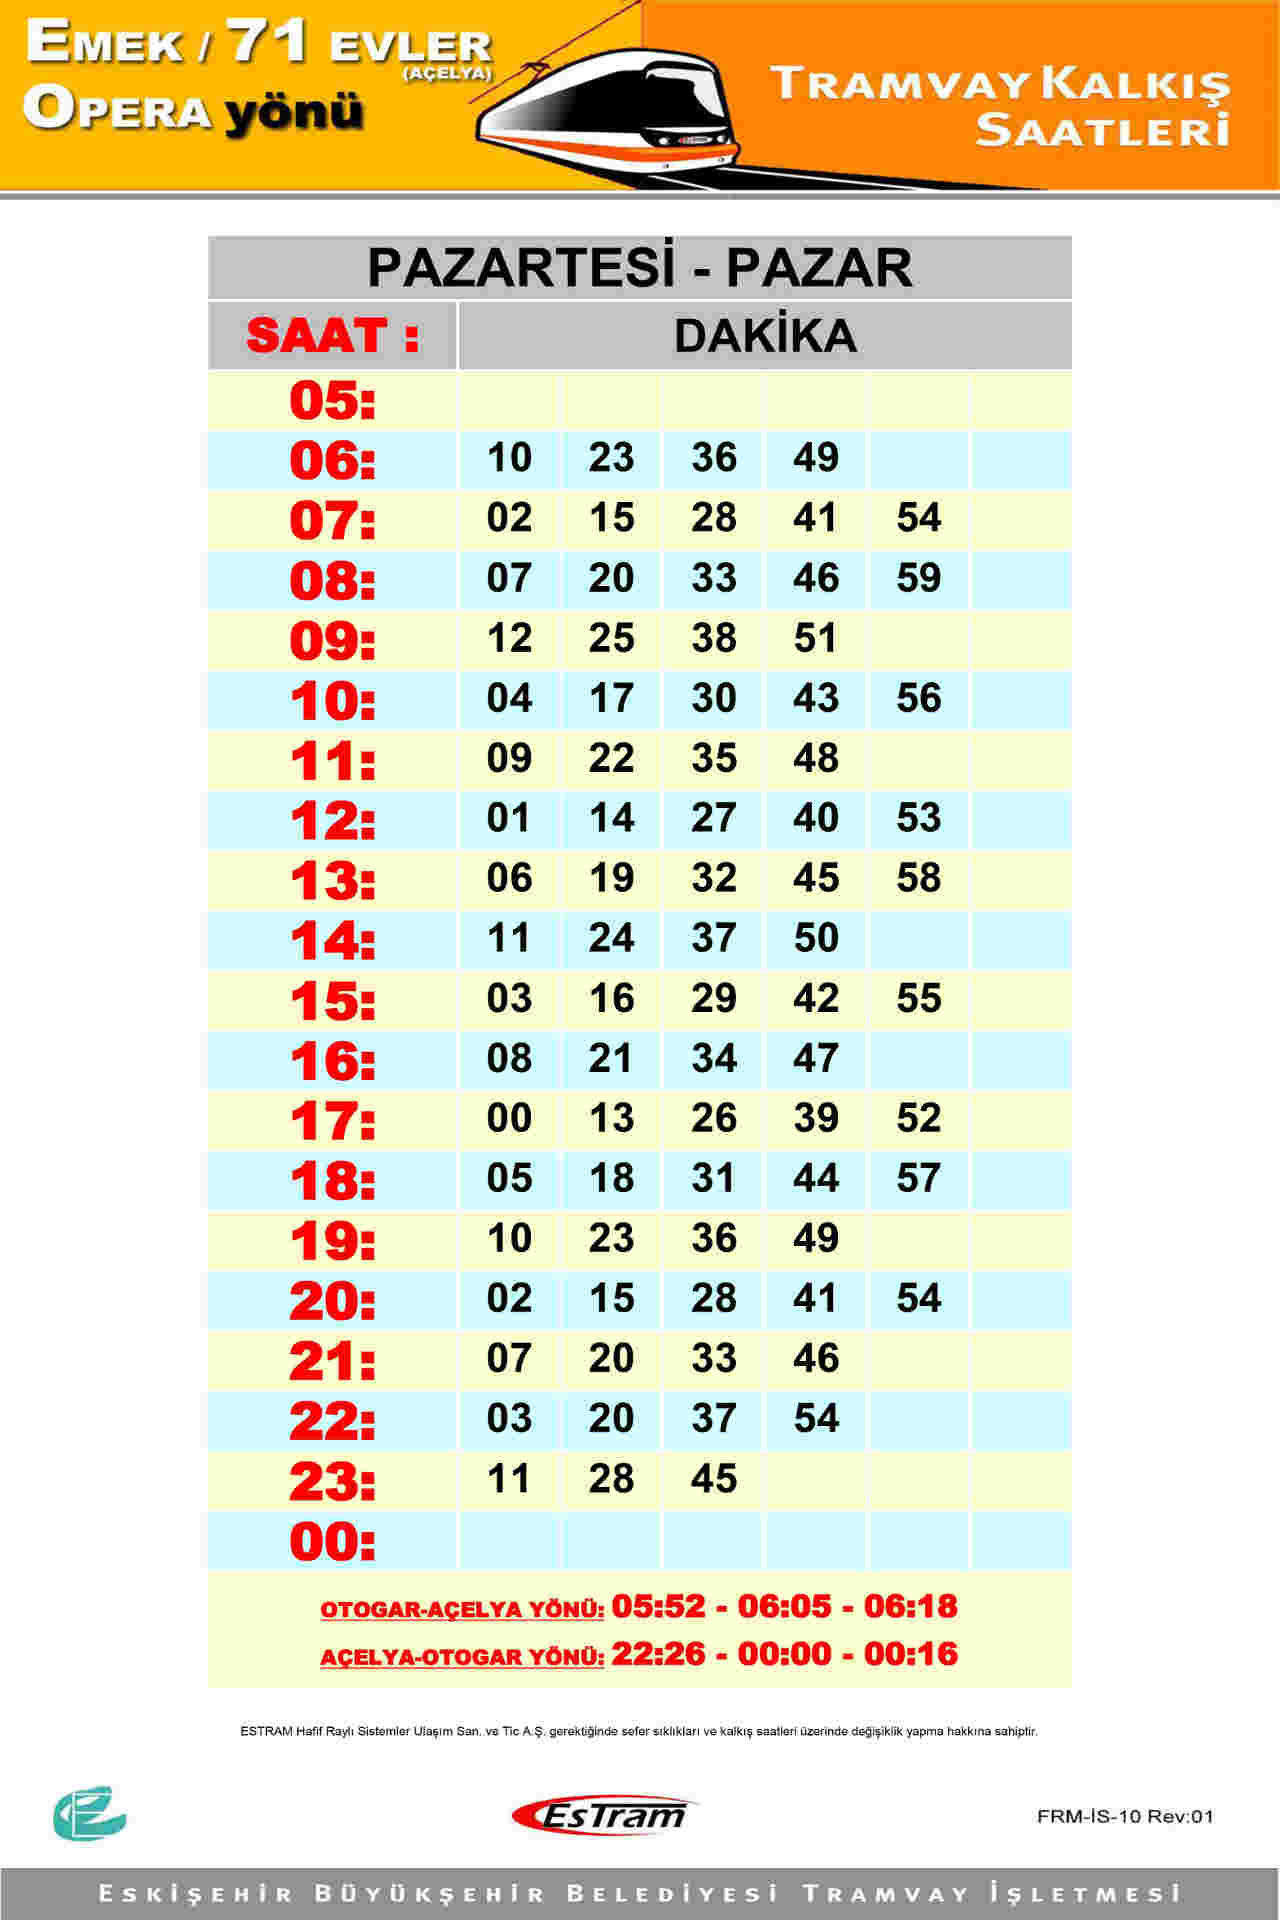 EMEK / 71 EVLER
(AÇELYA)
OPERA yönü
TRAMVAY KALKIŞ
SAATLERİ
PAZARTESİ - PAZAR
SAAT : DAKİKA
05:
06: 10 23 36 49
07: 02 15 28 41 54
08: 07 20 33 46 59
09: 12 25 38 51
10: 04 17 30 43 56
11: 09 22 35 48
12: 01 14 27 40 53
13: 06 19 32 45 58
14: 11 24 37 50
15: 03 16 29 42 55
16: 08 21 34 47
17: 00 13 26 39 52
18: 05 18 31 44 57
19: 10 23 36 49
20: 02 15 28 41 54
21: 07 20 33 46
22: 03 20 37 54
23: 11 28 45
00:
OTOGAR-AÇELYA YÖNÜ: 05:52 - 06:05 - 06:18
AÇELYA-OTOGAR YÖNÜ: 22:26 - 00:00 - 00:16
ESTRAM Hafif Raylı Sistemler Ulaşım San. ve Tic A.Ş. gerektiğinde sefer sıklıkları ve kalkış saatleri üzerinde değişiklik yapma hakkına sahiptir.
EsTram
FRM-İS-10 Rev:01
ESKİŞEHİR BÜYÜKŞEHİR BELEDİYESİ TRAMVAY İŞLETMESİ